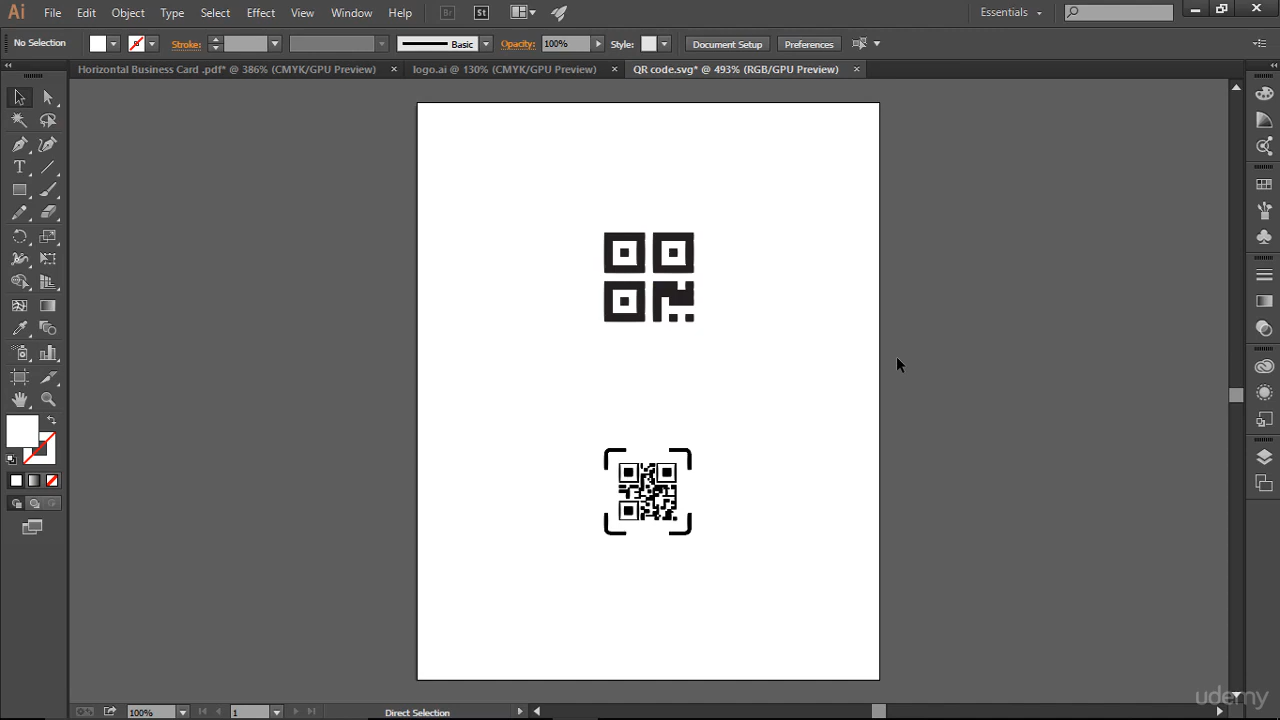 Ai File Edit Object Type Select Effect View Window Help Br St Essentials
No Selection Stroke: Basic Opacity: 100% Style: Document Setup Preferences
Horizontal Business Card .pdf* @ 386% (CMYK/GPU Preview) × logo.ai @ 130% (CMYK/GPU Preview) × QR code.svg* @ 493% (RGB/GPU Preview) ×
T
100% 1 Direct Selection
udemy